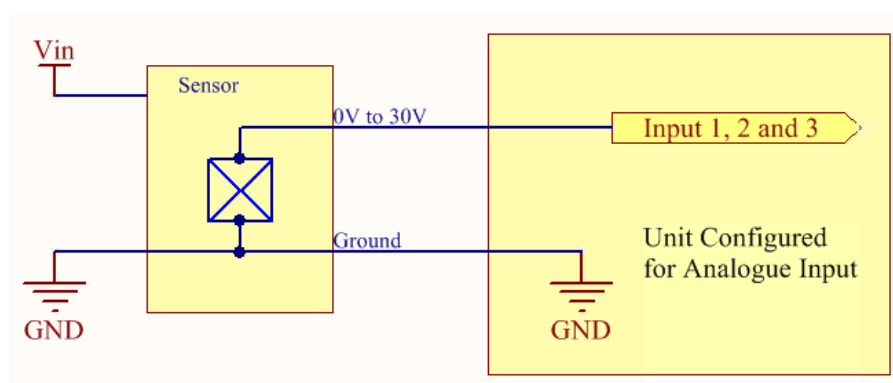 Vin
Sensor
0V to 30V
Input 1, 2 and 3
Ground
Unit Configured
for Analogue Input
GND
GND